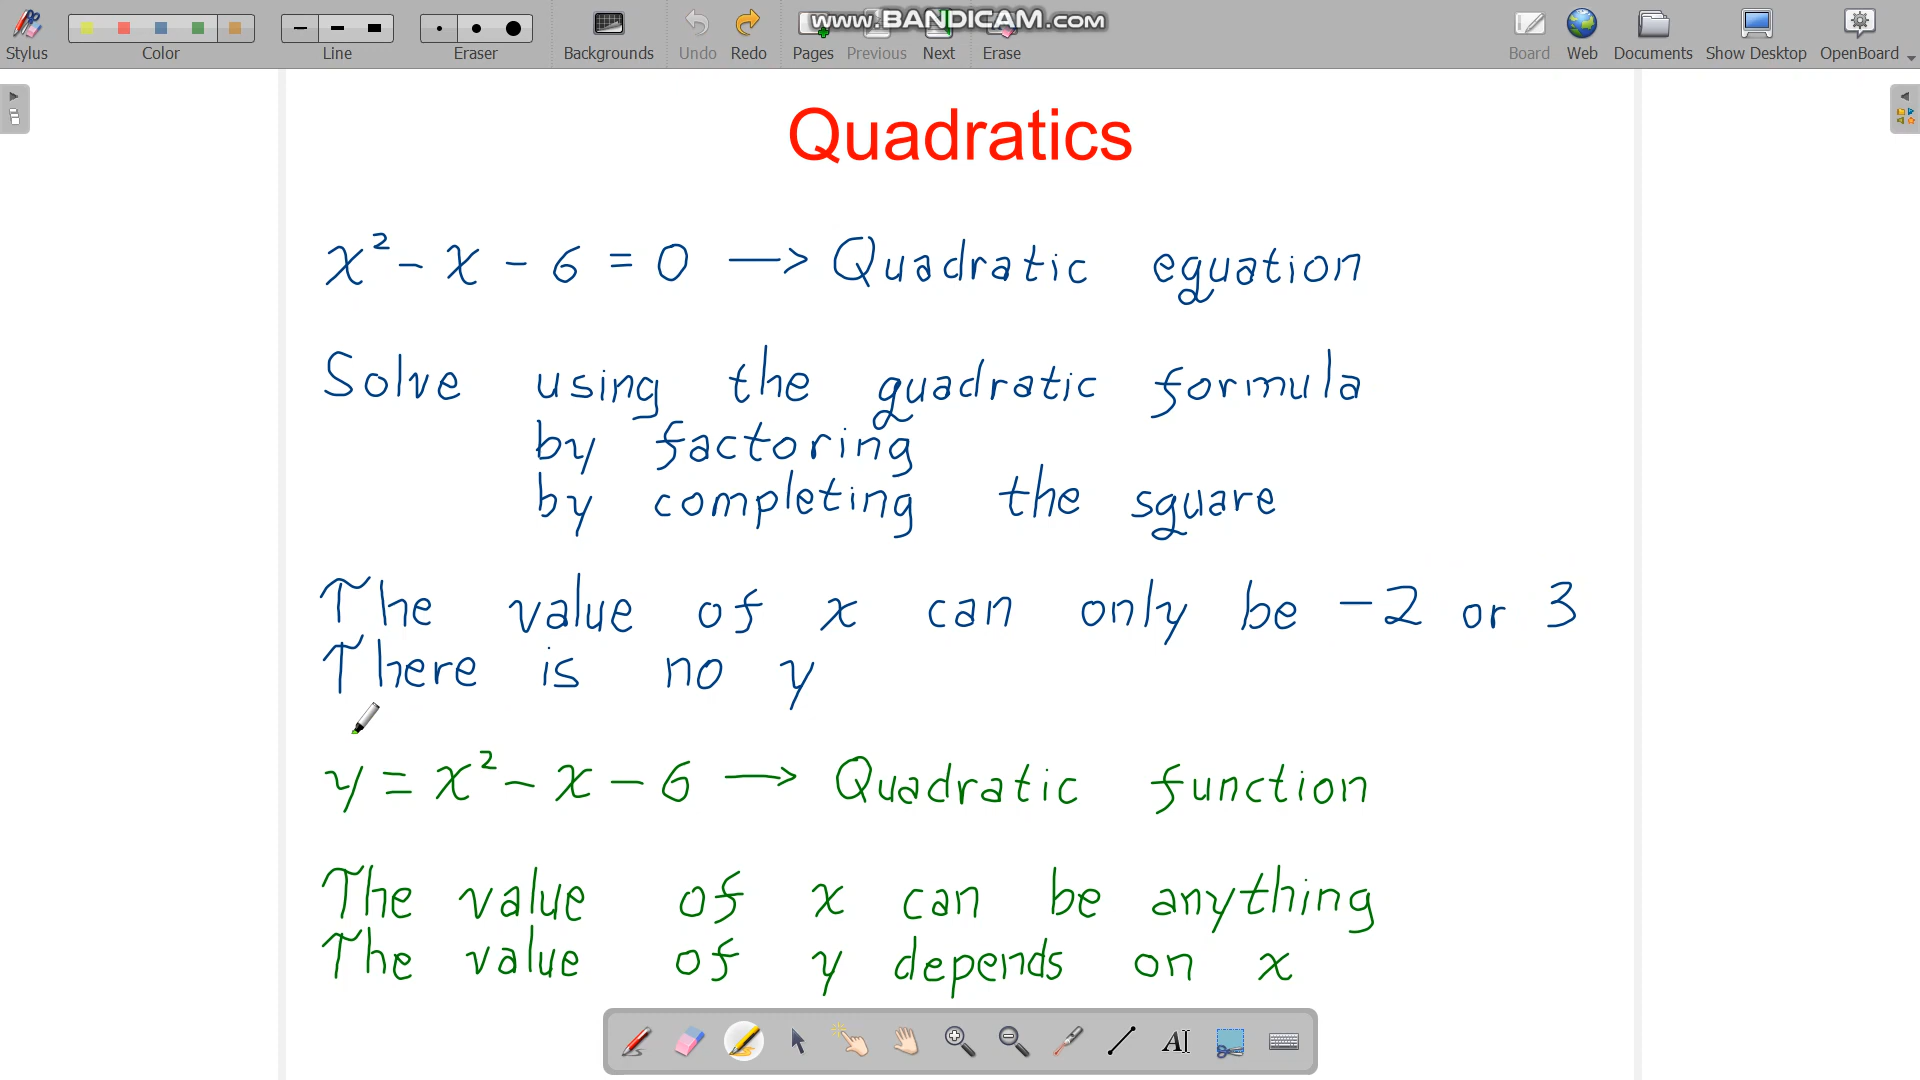 Stylus Color Line Eraser Backgrounds Undo Redo Pages Previous Next Erase Board Web Documents Show Desktop OpenBoard
www.BANDICAM.com
Quadratics
x² - x - 6 = 0 → Quadratic equation
Solve using the quadratic formula
by factoring
by completing the square
The value of x can only be -2 or 3
There is no y
y = x² - x - 6 → Quadratic function
The value of x can be anything
The value of y depends on x
AI